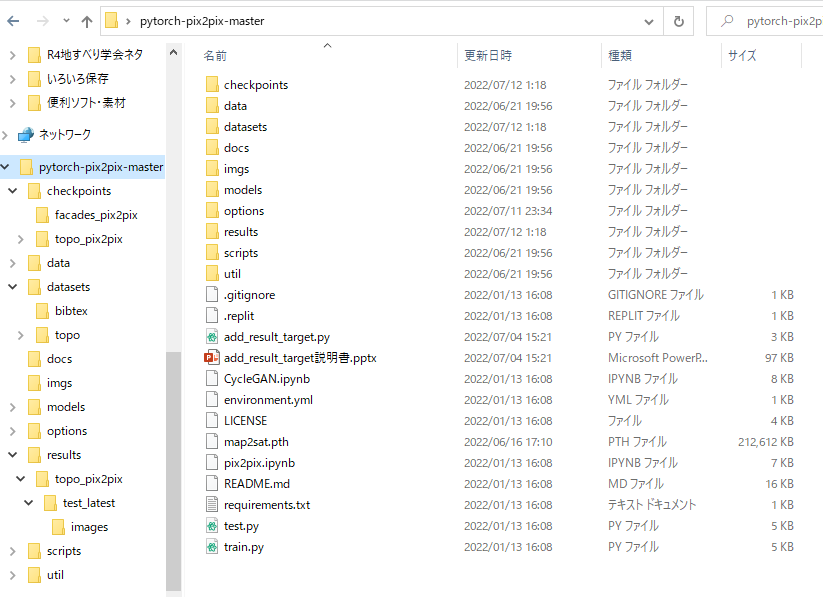 pytorch-pix2pix-master
pytorch-pix2p
R4地すべり学会ネタ
いろいろ保存
便利ソフト・素材
ネットワーク
pytorch-pix2pix-master
checkpoints
facades_pix2pix
topo_pix2pix
data
datasets
bibtex
topo
docs
imgs
models
options
results
topo_pix2pix
test_latest
images
scripts
util
名前 更新日時 種類 サイズ
checkpoints 2022/07/12 1:18 ファイル フォルダー
data 2022/06/21 19:56 ファイル フォルダー
datasets 2022/07/12 1:18 ファイル フォルダー
docs 2022/06/21 19:56 ファイル フォルダー
imgs 2022/06/21 19:56 ファイル フォルダー
models 2022/06/21 19:56 ファイル フォルダー
options 2022/07/11 23:34 ファイル フォルダー
results 2022/07/12 1:18 ファイル フォルダー
scripts 2022/06/21 19:56 ファイル フォルダー
util 2022/06/21 19:56 ファイル フォルダー
.gitignore 2022/01/13 16:08 GITIGNORE ファイル 1 KB
.replit 2022/01/13 16:08 REPLIT ファイル 1 KB
add_result_target.py 2022/07/04 15:21 PY ファイル 3 KB
add_result_target説明書.pptx 2022/07/04 15:21 Microsoft PowerP... 97 KB
CycleGAN.ipynb 2022/01/13 16:08 IPYNB ファイル 8 KB
environment.yml 2022/01/13 16:08 YML ファイル 1 KB
LICENSE 2022/01/13 16:08 ファイル 4 KB
map2sat.pth 2022/06/16 17:10 PTH ファイル 212,612 KB
pix2pix.ipynb 2022/01/13 16:08 IPYNB ファイル 7 KB
README.md 2022/01/13 16:08 MD ファイル 16 KB
requirements.txt 2022/01/13 16:08 テキスト ドキュメント 1 KB
test.py 2022/01/13 16:08 PY ファイル 5 KB
train.py 2022/01/13 16:08 PY ファイル 5 KB